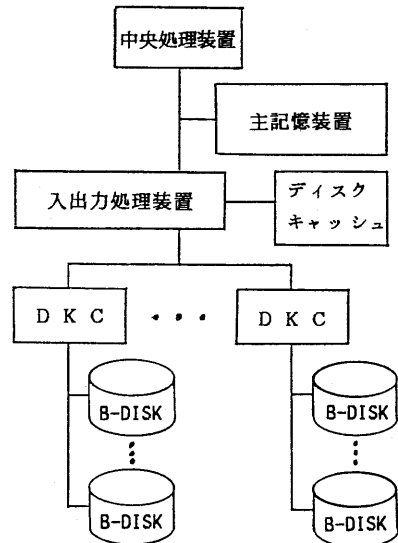 中央処理装置
主記憶装置
入出力処理装置
ディスク
キャッシュ
DKC
・・・
DKC
B-DISK
B-DISK
B-DISK
B-DISK